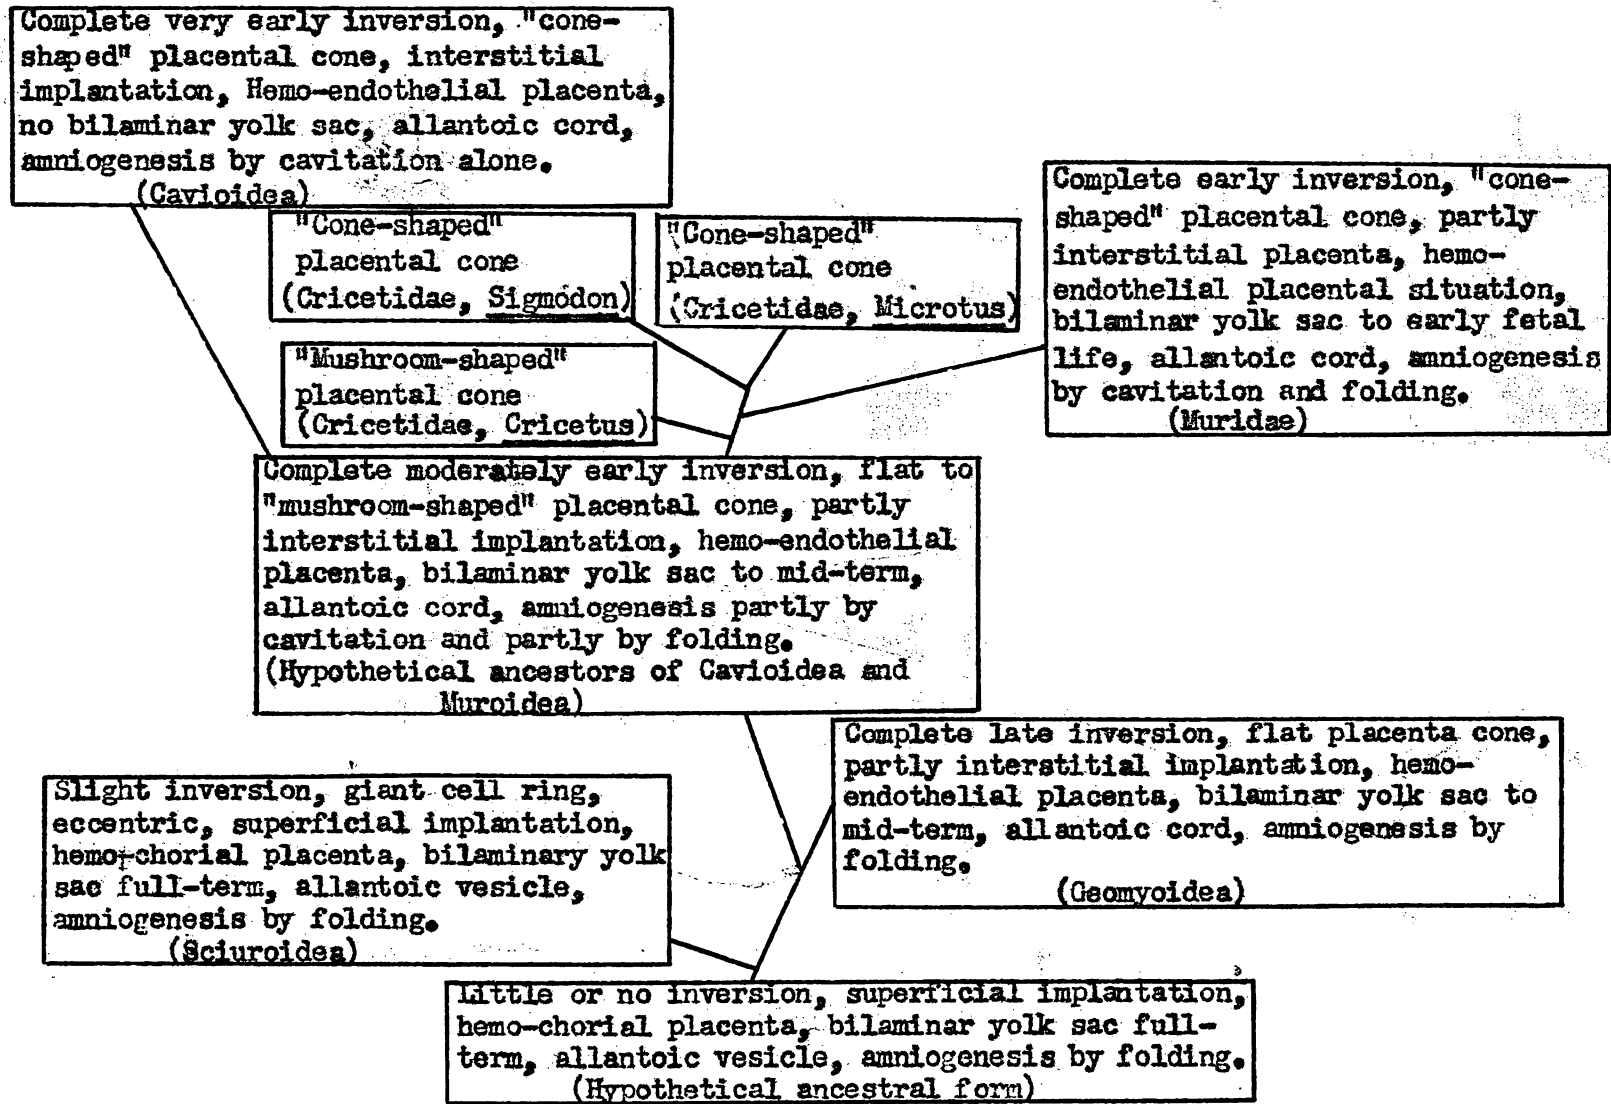 Complete very early inversion, "cone-
shaped" placental cone, interstitial
implantation, Hemo-endothelial placenta,
no bilaminar yolk sac, allantoic cord,
amniogenesis by cavitation alone.
(Cavioidea)
"Cone-shaped"
placental cone
(Cricetidae, Sigmodon)
"Cone-shaped"
placental cone
(Cricetidae, Microtus)
Complete early inversion, "cone-
shaped" placental cone, partly
interstitial placenta, hemo-
endothelial placental situation,
bilaminar yolk sac to early fetal
life, allantoic cord, amniogenesis
by cavitation and folding.
(Muridae)
"Mushroom-shaped"
placental cone
(Cricetidae, Cricetus)
Complete moderately early inversion, flat to
"mushroom-shaped" placental cone, partly
interstitial implantation, hemo-endothelial
placenta, bilaminar yolk sac to mid-term,
allantoic cord, amniogenesis partly by
cavitation and partly by folding.
(Hypothetical ancestors of Cavioidea and
Muroidea)
Complete late inversion, flat placenta cone,
partly interstitial implantation, hemo-
endothelial placenta, bilaminar yolk sac to
mid-term, allantoic cord, amniogenesis by
folding.
(Geomyoidea)
Slight inversion, giant cell ring,
eccentric, superficial implantation,
hemo-chorial placenta, bilaminary yolk
sac full-term, allantoic vesicle,
amniogenesis by folding.
(Sciuroidea)
Little or no inversion, superficial implantation,
hemo-chorial placenta, bilaminar yolk sac full-
term, allantoic vesicle, amniogenesis by folding.
(Hypothetical ancestral form)